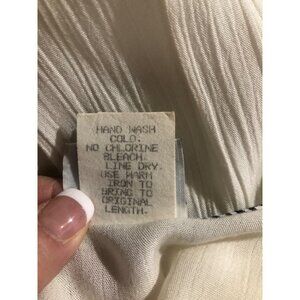 HAND WASH
COLD.
NO CHLORINE
BLEACH.
LINE DRY.
USE WARM
IRON TO
BRING TO
ORIGINAL
LENGTH.